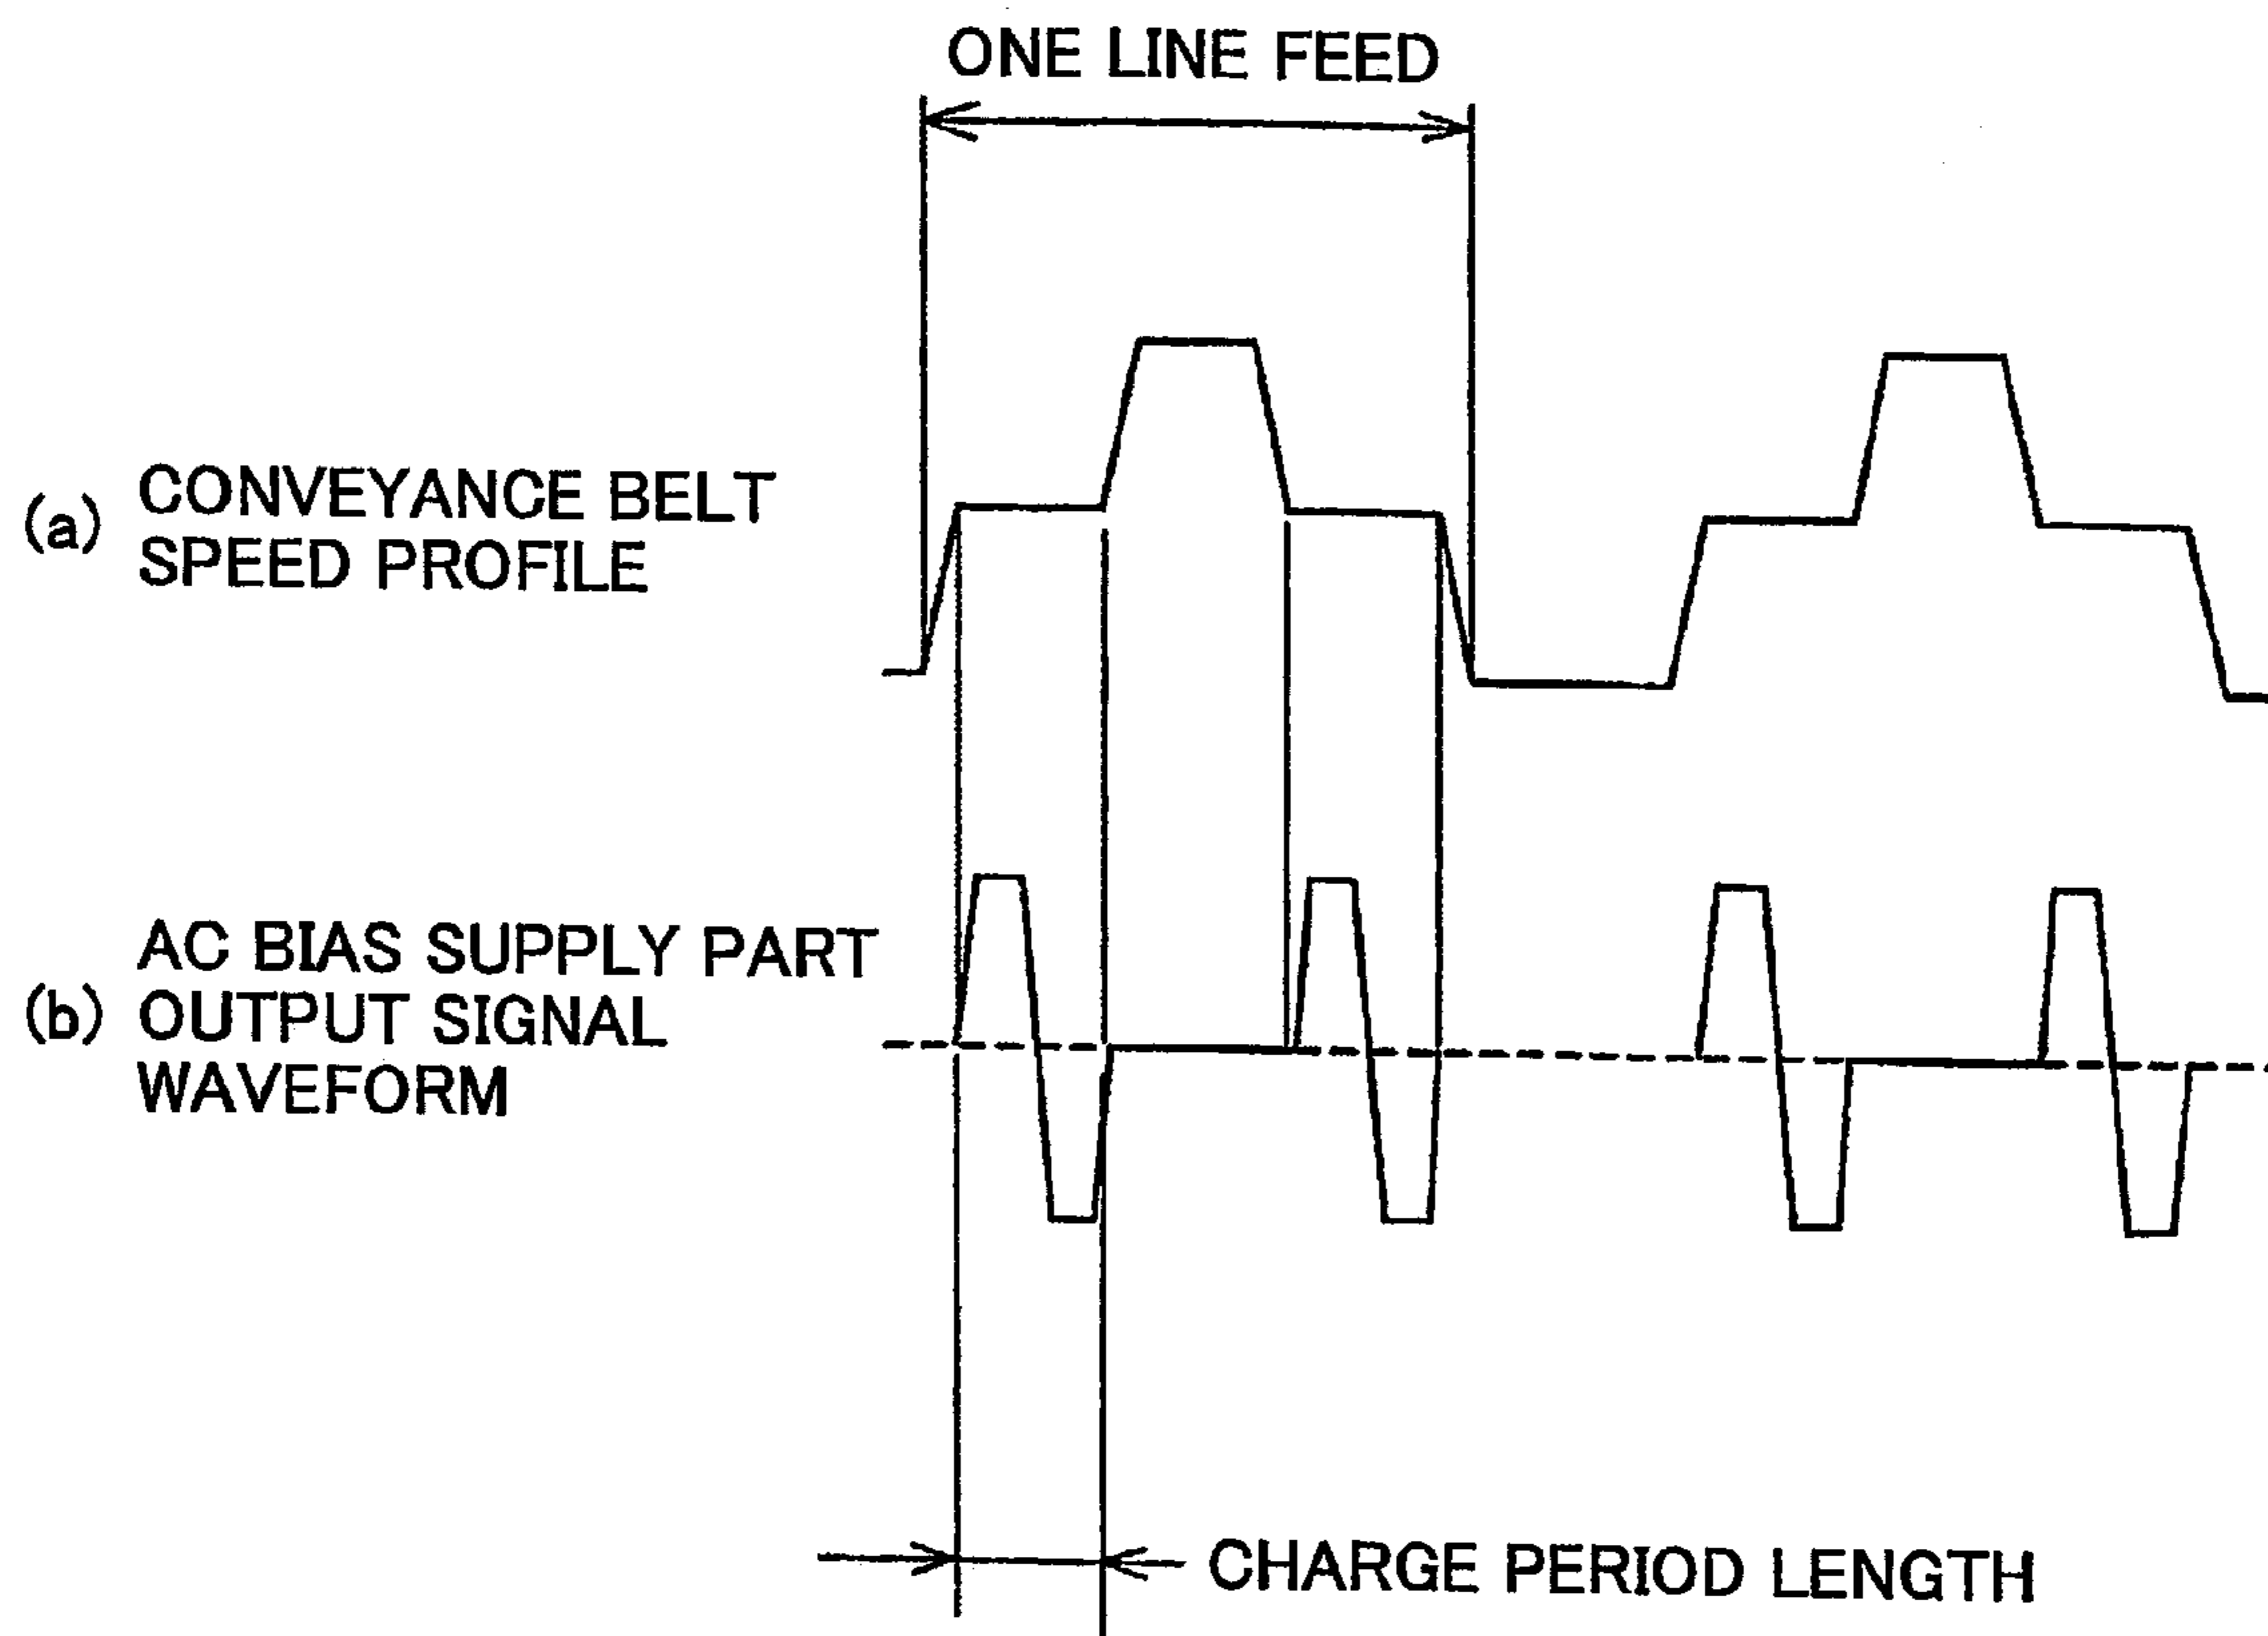 ONE LINE FEED
(a) CONVEYANCE BELT
SPEED PROFILE
AC BIAS SUPPLY PART
(b) OUTPUT SIGNAL
WAVEFORM
CHARGE PERIOD LENGTH